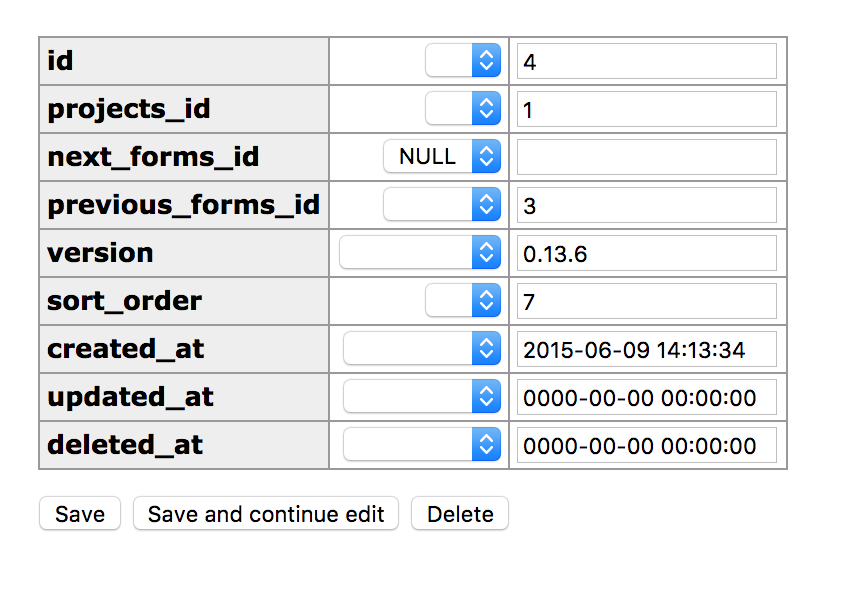 id 4
projects_id 1
next_forms_id NULL
previous_forms_id 3
version 0.13.6
sort_order 7
created_at 2015-06-09 14:13:34
updated_at 0000-00-00 00:00:00
deleted_at 0000-00-00 00:00:00
Save Save and continue edit Delete